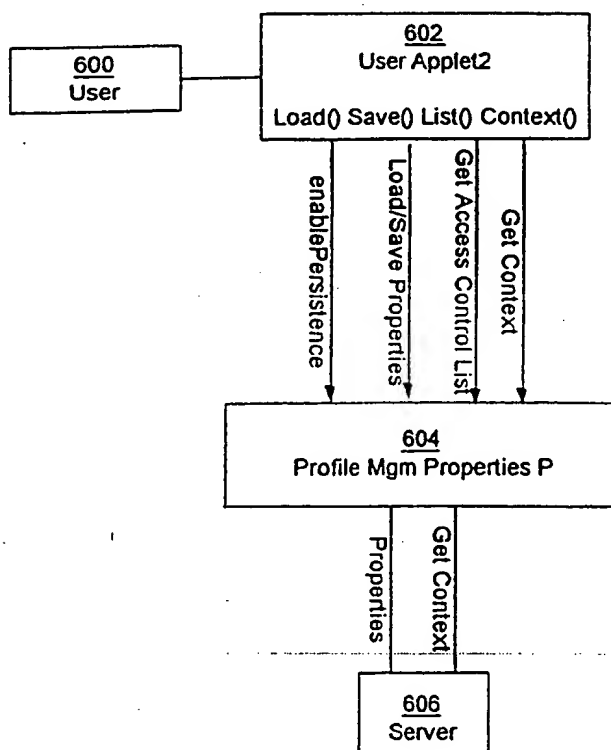 602
User Applet2
600
User
Load() Save() List() Context()
enablePersistence
Load/Save Properties
Get Access Control List
Get Context
604
Profile Mgm Properties P
Properties
Get Context
606
Server